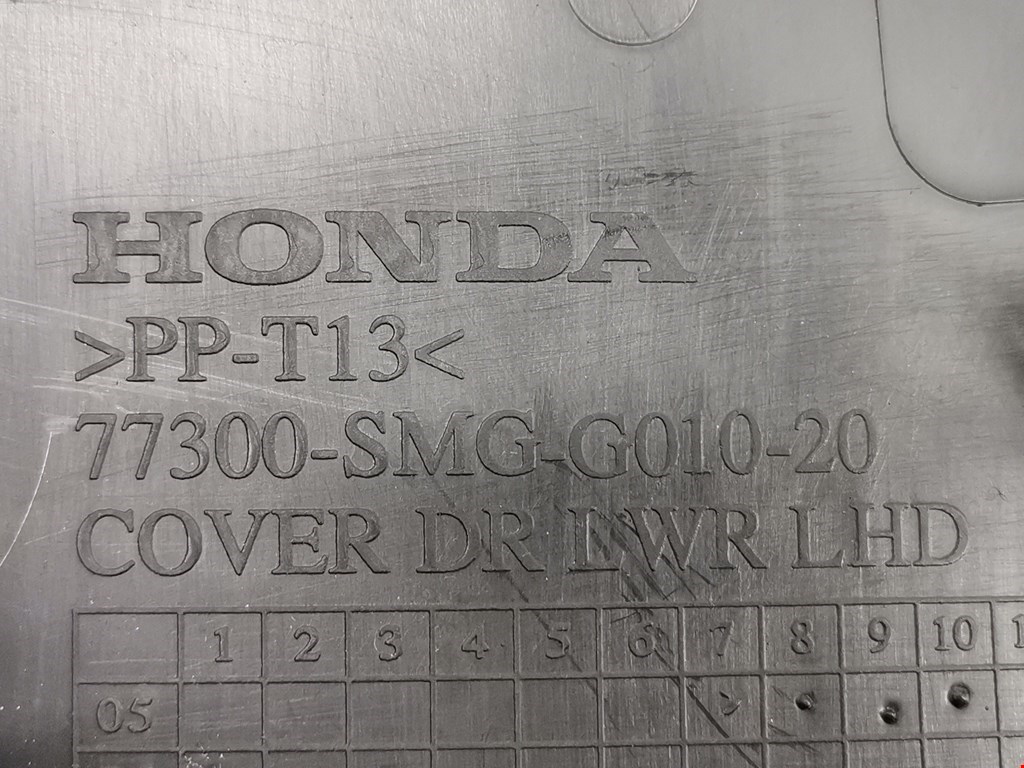 HONDA
>PP-T13<
77300-SMG-G010-20
COVER DR LWR LHD
1 2 3 4 5 6 7 8 9 10
05